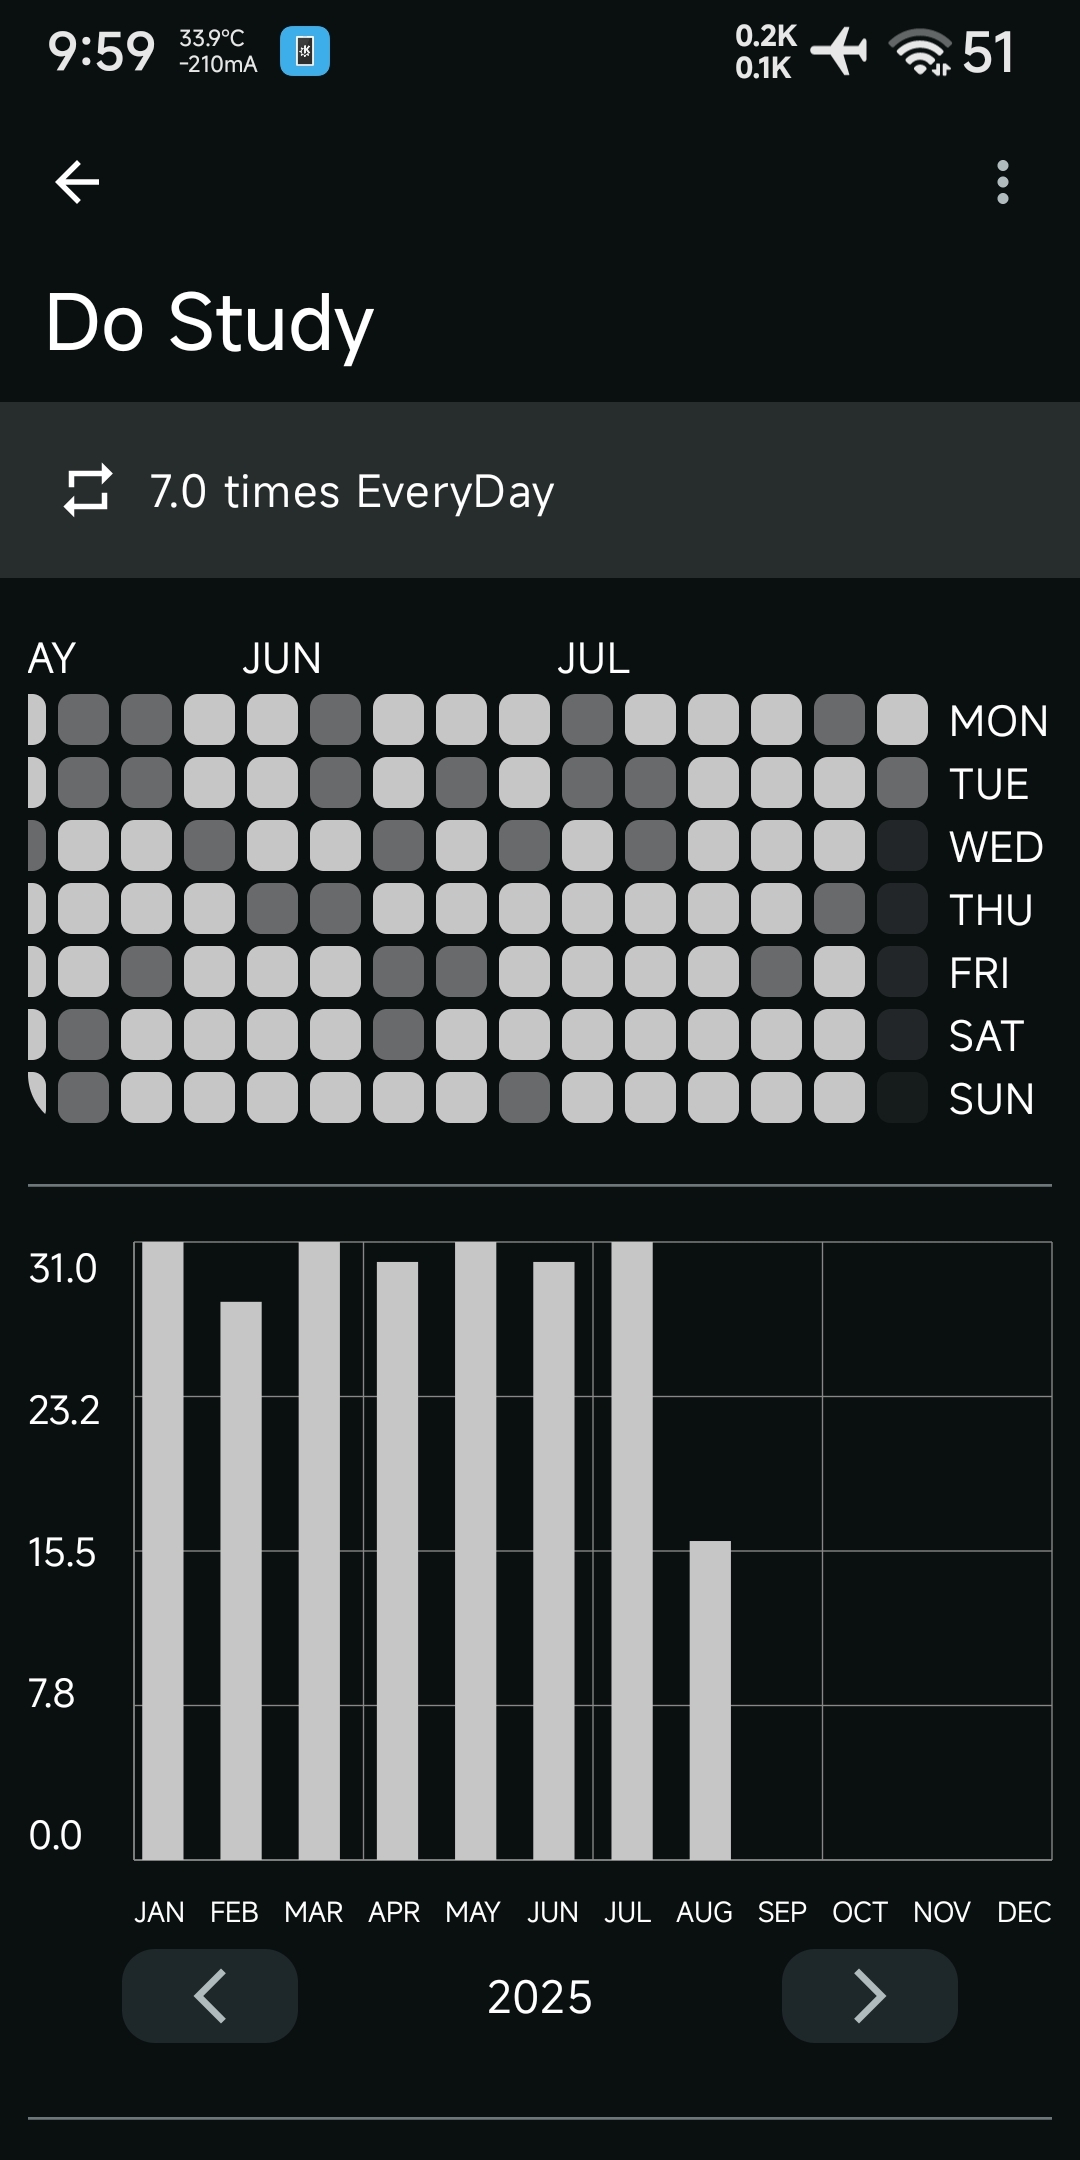 9:59 33.9°C 0.2K 51
-210mA 0.1K
Do Study
7.0 times EveryDay
AY JUN JUL
MON
TUE
WED
THU
FRI
SAT
SUN
31.0
23.2
15.5
7.8
0.0
JAN FEB MAR APR MAY JUN JUL AUG SEP OCT NOV DEC
2025